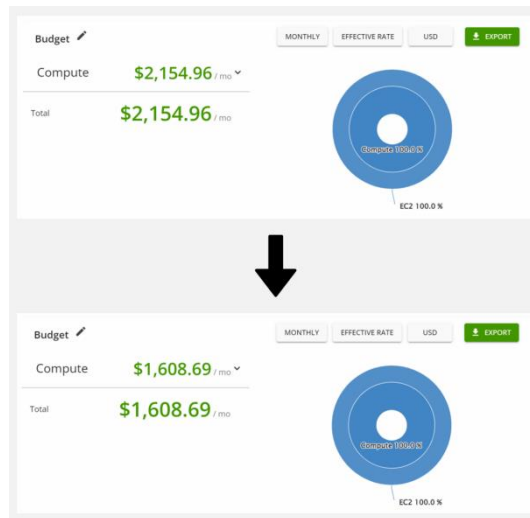 Budget
MONTHLY EFFECTIVE RATE USD EXPORT
Compute $2,154.96 / mo
Total $2,154.96 / mo
Compute 100.0 %
EC2 100.0 %
Budget
MONTHLY EFFECTIVE RATE USD EXPORT
Compute $1,608.69 / mo
Total $1,608.69 / mo
Compute 100.0 %
EC2 100.0 %